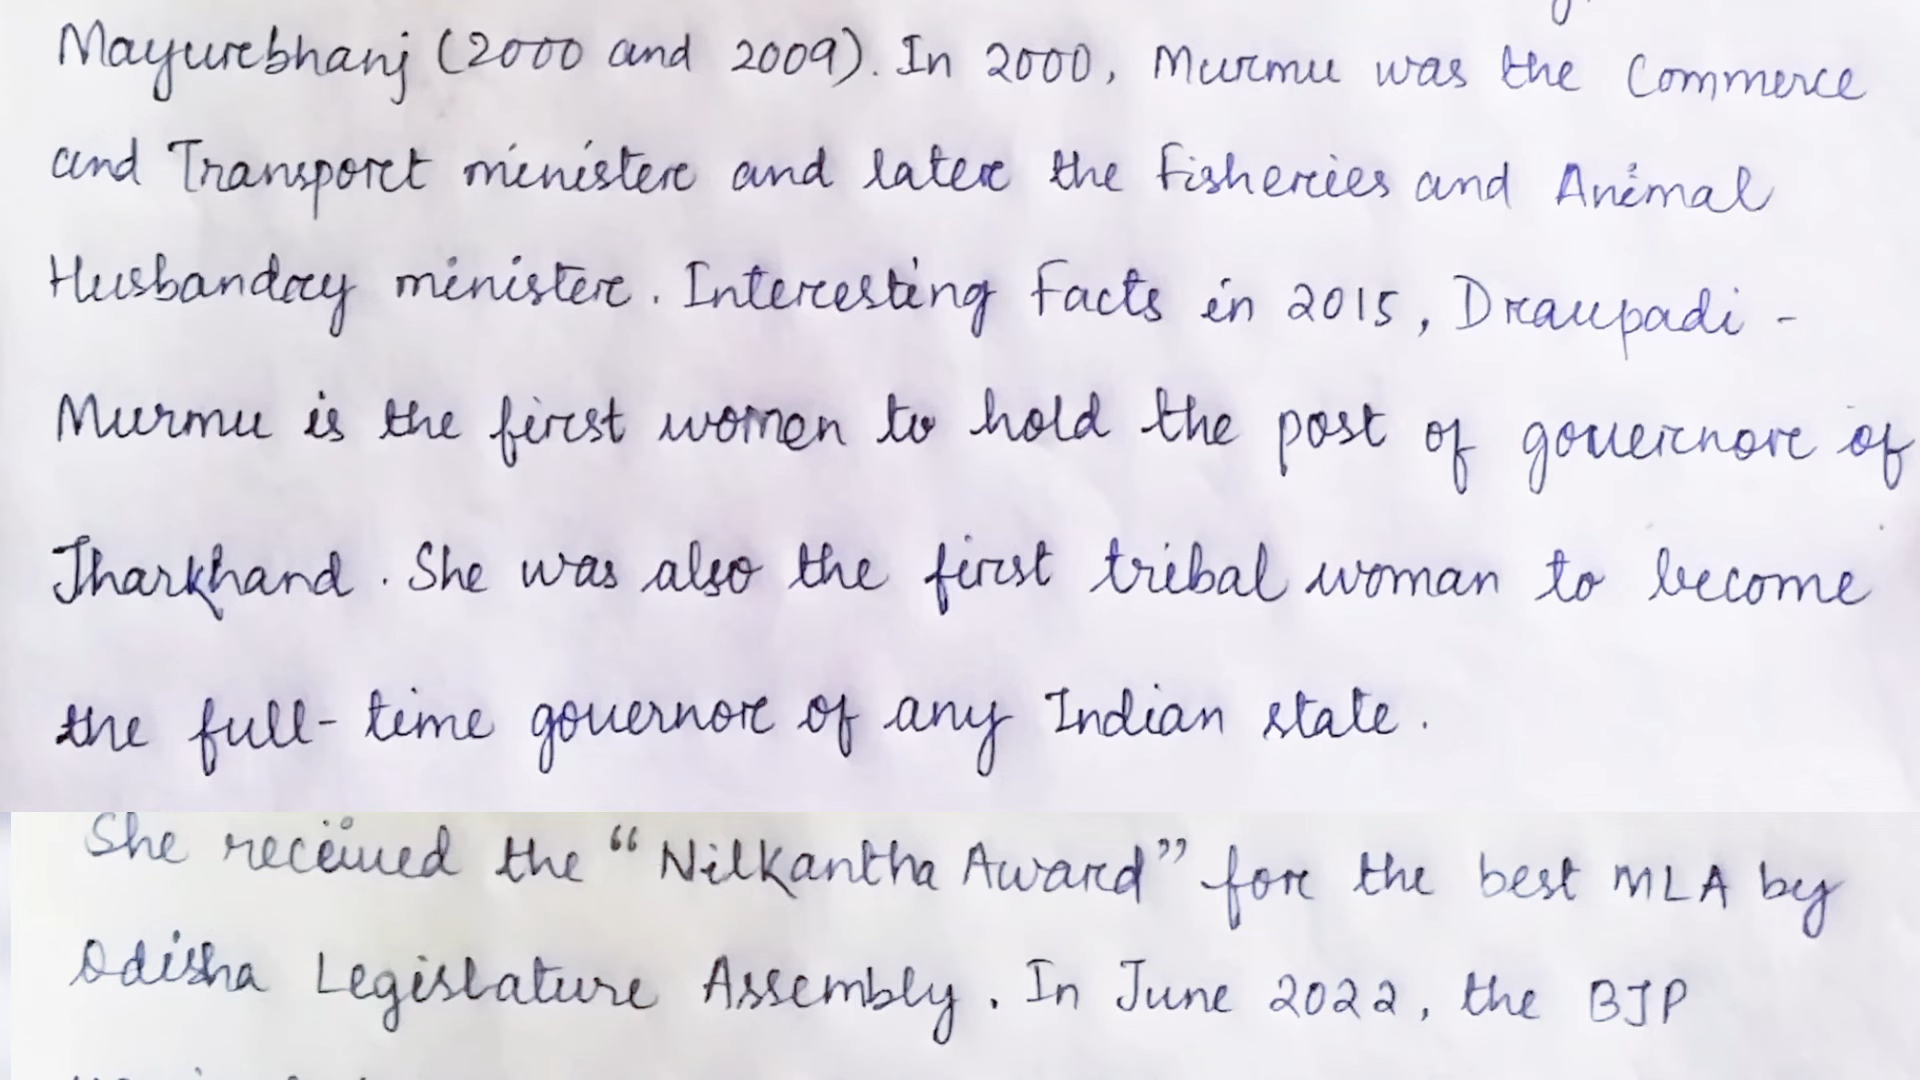 Mayurbhanj (2000 and 2009). In 2000, Murmu was the Commerce
and Transport minister and later the Fisheries and Animal
Husbandry minister. Interesting Facts in 2015, Draupadi -
Murmu is the first women to hold the post of governor of
Jharkhand. She was also the first tribal woman to become
the full-time governor of any Indian state.
She received the “Nilkantha Award” for the best MLA by
Odisha Legislature Assembly. In June 2022, the BJP